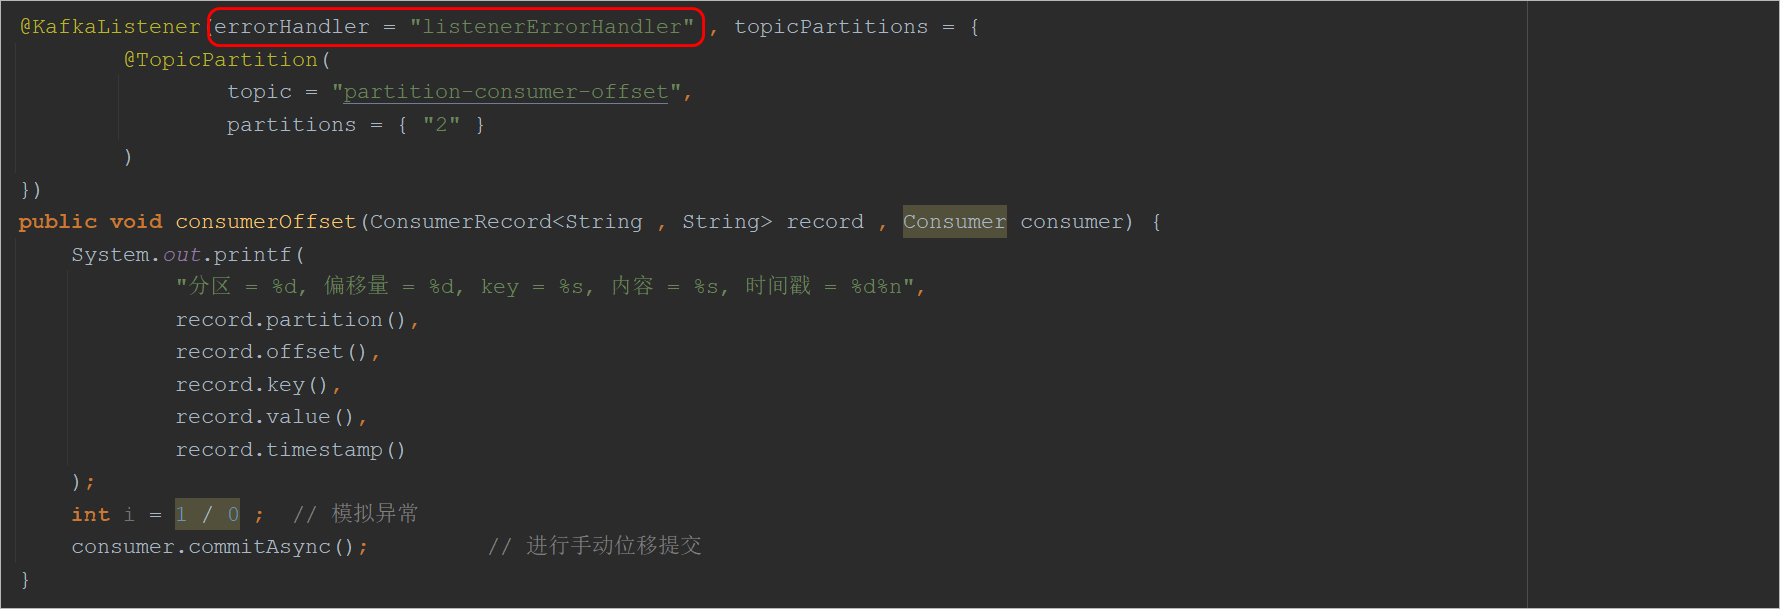 @KafkaListener(errorHandler = "listenerErrorHandler" , topicPartitions = {
@TopicPartition(
topic = "partition-consumer-offset",
partitions = { "2" }
)
})
public void consumerOffset(ConsumerRecord<String , String> record , Consumer consumer) {
System.out.printf(
"分区 = %d, 偏移量 = %d, key = %s, 内容 = %s, 时间戳 = %d%n",
record.partition(),
record.offset(),
record.key(),
record.value(),
record.timestamp()
);
int i = 1 / 0 ; // 模拟异常
consumer.commitAsync(); // 进行手动位移提交
}